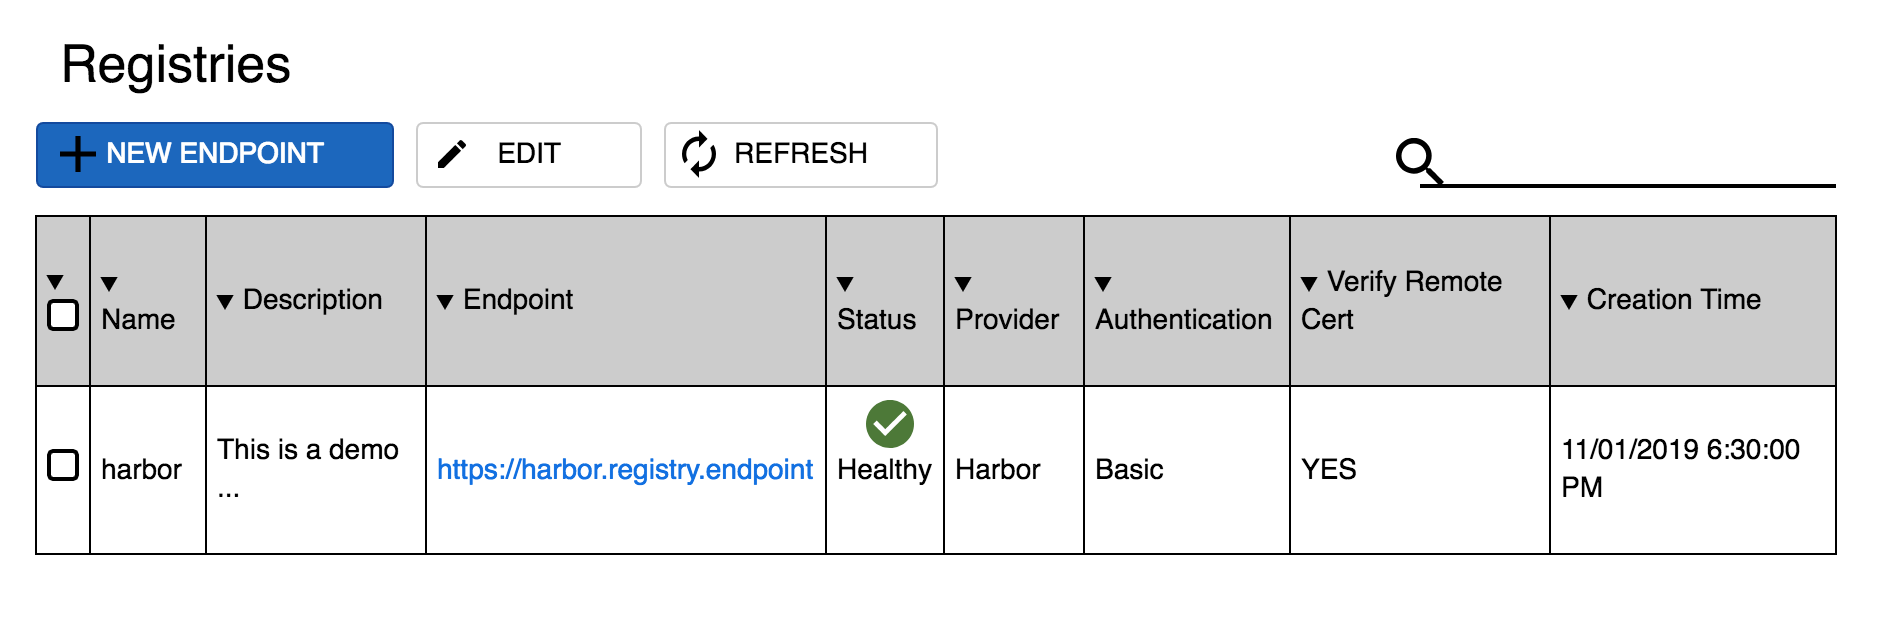 Registries
NEW ENDPOINT
EDIT
REFRESH
Name
Description
Endpoint
Status
Provider
Authentication
Verify Remote
Cert
Creation Time
harbor
This is a demo
...
https://harbor.registry.endpoint
Healthy
Harbor
Basic
YES
11/01/2019 6:30:00
PM